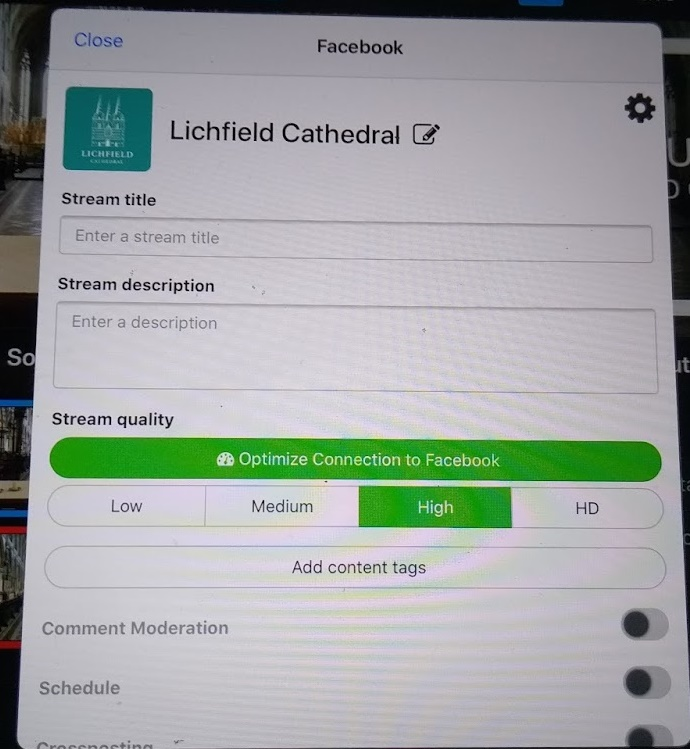 Close
Facebook
LICHFIELD
CATHEDRAL
Lichfield Cathedral
Stream title
Enter a stream title
Stream description
Enter a description
So
Stream quality
Optimize Connection to Facebook
Low Medium High HD
Add content tags
Comment Moderation
Schedule
Crossposting